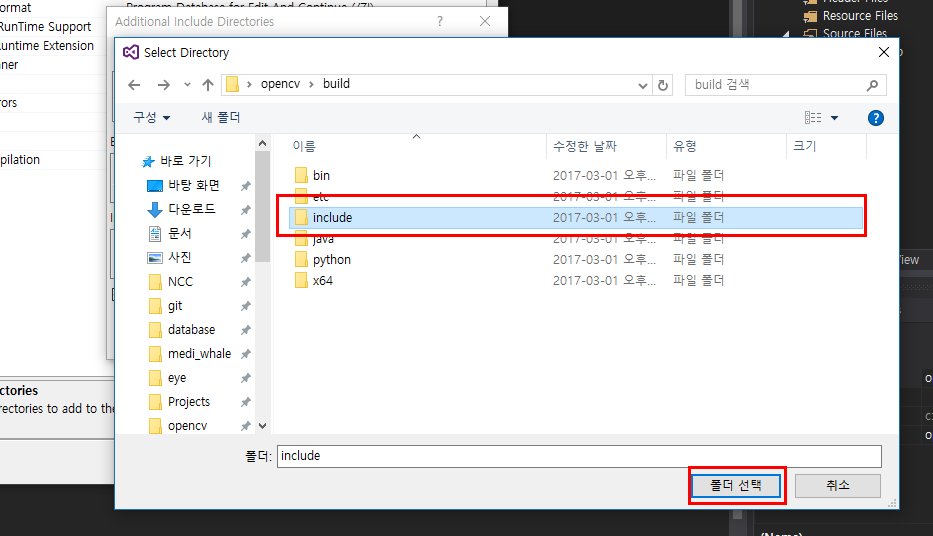 ormat
Program Database for Edit And Continue (/ZI)
RunTime Support
untime Extension
ner
ors
pilation
Additional Include Directories
?
Header Files
Resource Files
Source Files
Select Directory
opencv > build
build 검색
구성
새 폴더
이름
수정한 날짜
유형
크기
바로 가기
바탕 화면
다운로드
문서
사진
NCC
git
database
medi_whale
eye
Projects
opencv
bin 2017-03-01 오후... 파일 폴더
etc 2017-03-01 오후... 파일 폴더
include 2017-03-01 오후... 파일 폴더
java 2017-03-01 오후... 파일 폴더
python 2017-03-01 오후... 파일 폴더
x64 2017-03-01 오후... 파일 폴더
폴더: include
폴더 선택
취소
ctories
rectories to add to the
View
(Name)